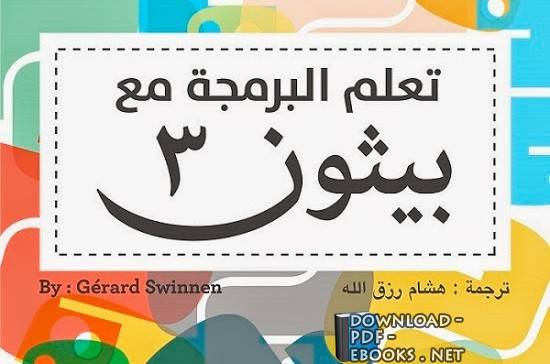 تعلم البرمجة مع
بيثون ٣
By : Gérard Swinnen
ترجمة : هشام رزق الله
DOWNLOAD -
PDF -
EBOOKS . NET